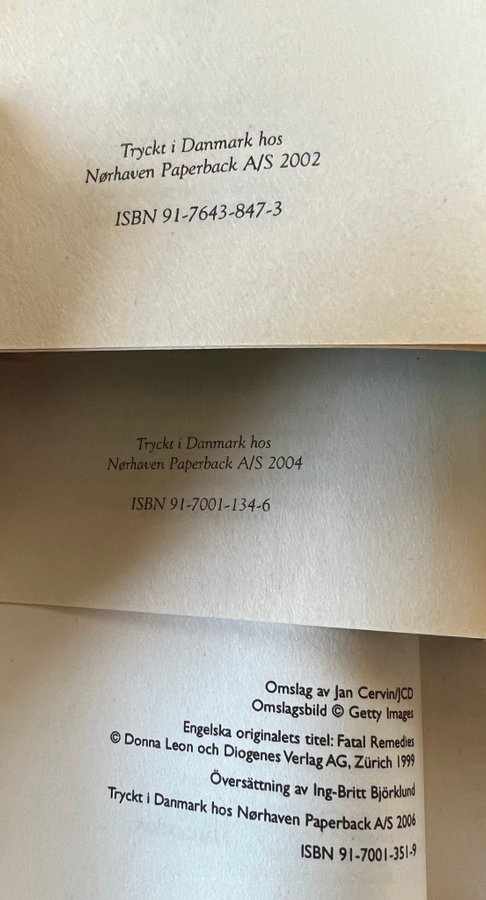 Tryckt i Danmark hos
Nørhaven Paperback A/S 2002
ISBN 91-7643-847-3
Tryckt i Danmark hos
Nørhaven Paperback A/S 2004
ISBN 91-7001-134-6
Omslag av Jan Cervin/JCD
Omslagsbild © Getty Images
Engelska originalets titel: Fatal Remedies
© Donna Leon och Diogenes Verlag AG, Zürich 1999
Översättning av Ing-Britt Björklund
Tryckt i Danmark hos Nørhaven Paperback A/S 2006
ISBN 91-7001-351-9